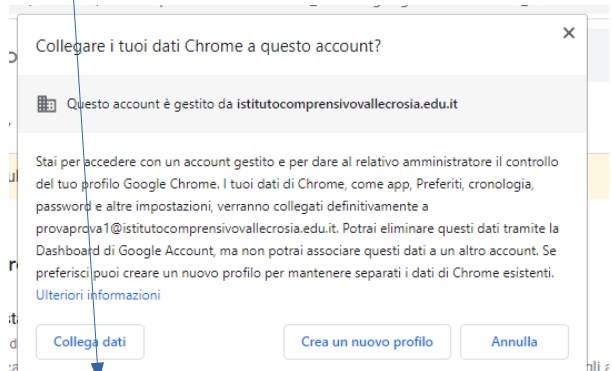 Collegare i tuoi dati Chrome a questo account?
Questo account è gestito da istitutocomprensivovallecrosia.edu.it
Stai per accedere con un account gestito e per dare al relativo amministratore il controllo
del tuo profilo Google Chrome. I tuoi dati di Chrome, come app, Preferiti, cronologia,
password e altre impostazioni, verranno collegati definitivamente a
provaprova1@istitutocomprensivovallecrosia.edu.it. Potrai eliminare questi dati tramite la
Dashboard di Google Account, ma non potrai associare questi dati a un altro account. Se
preferisci puoi creare un nuovo profilo per mantenere separati i dati di Chrome esistenti.
Ulteriori informazioni
Collega dati
Crea un nuovo profilo
Annulla